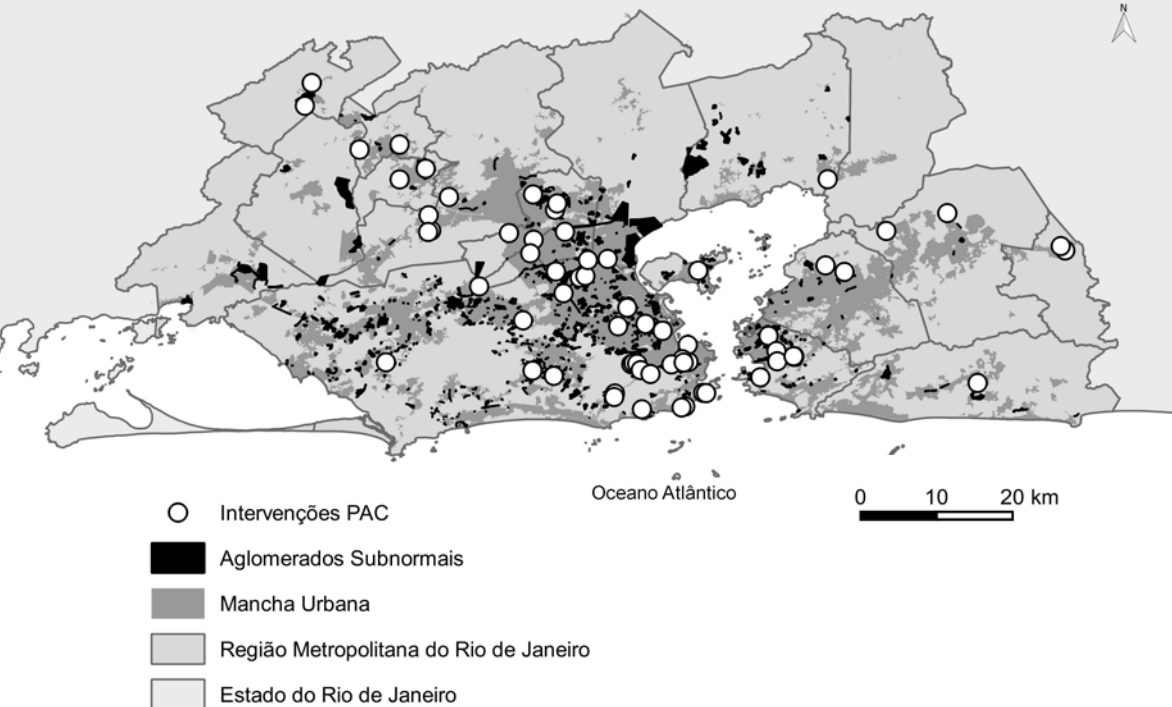 N
Oceano Atlântico
0 10 20 km
Intervenções PAC
Aglomerados Subnormais
Mancha Urbana
Região Metropolitana do Rio de Janeiro
Estado do Rio de Janeiro